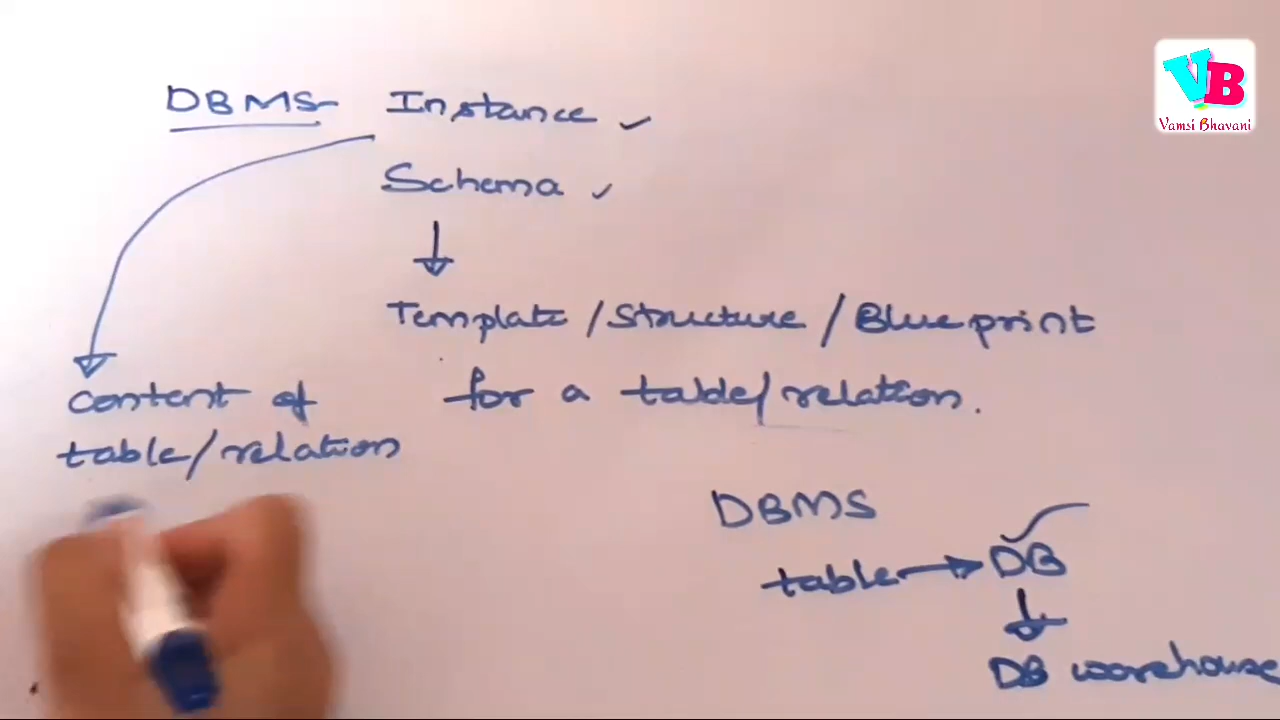 DBMS Instance
Schema
Template/Structure/Blueprint
for a table/relation.
content of
table/relation
DBMS
table → DB
DB warehouse
VB
Vamsi Bhavani